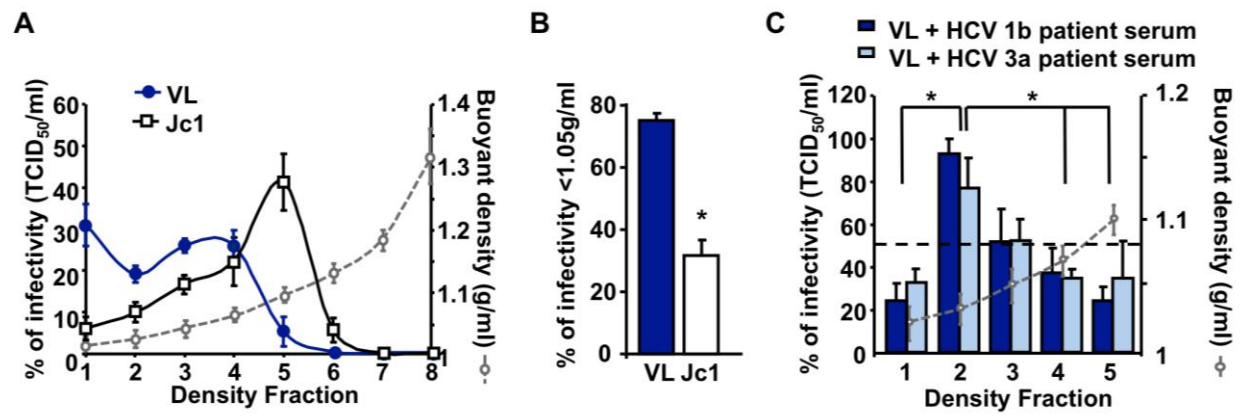 A
% of infectivity (TCID50/ml)
60
50
40
30
20
10
0
VL
Jc1
1.4
1.3
1.2
1.1
1
Buoyant density (g/ml)
1 2 3 4 5 6 7 8
Density Fraction
B
% of infectivity <1.05g/ml
80
60
40
20
0
*
VL Jc1
C
VL + HCV 1b patient serum
VL + HCV 3a patient serum
% of infectivity (TCID50/ml)
120
100
80
60
40
20
0
* *
1.2
1.1
1
Buoyant density (g/ml)
1 2 3 4 5
Density Fraction